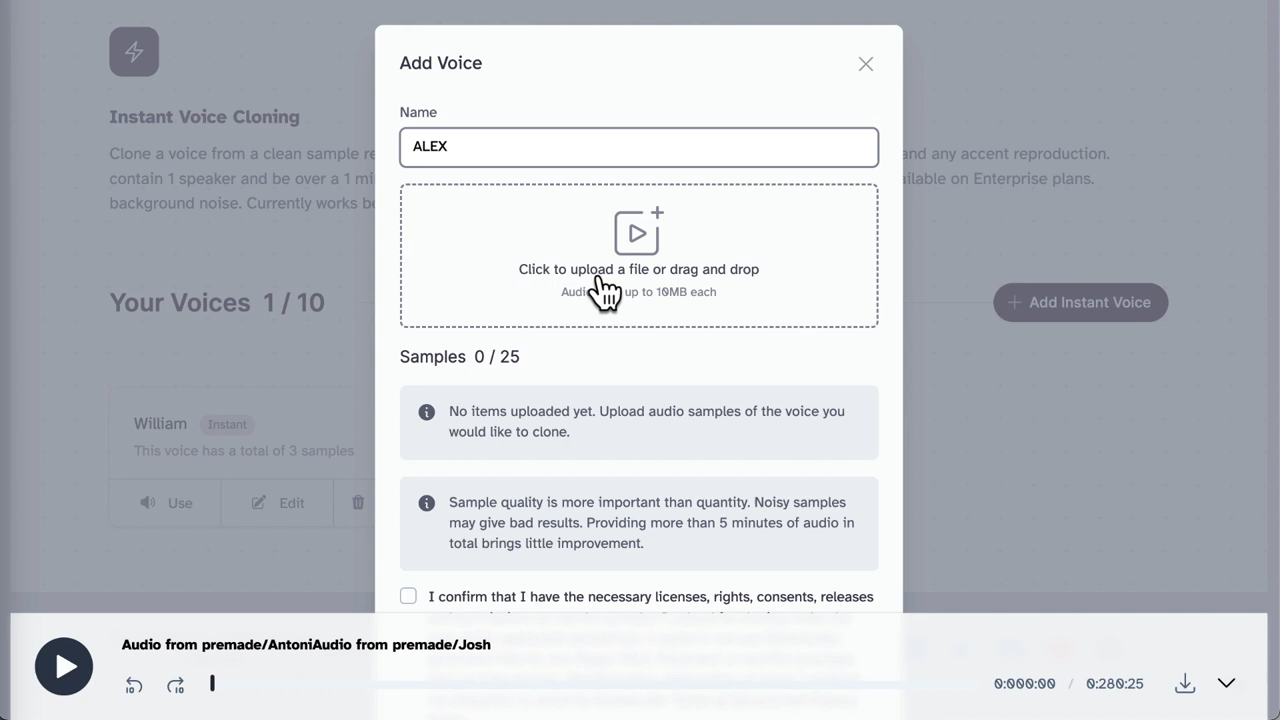 Add Voice
Name
ALEX
Click to upload a file or drag and drop
up to 10MB each
Samples 0 / 25
No items uploaded yet. Upload audio samples of the voice you
would like to clone.
Sample quality is more important than quantity. Noisy samples
may give bad results. Providing more than 5 minutes of audio in
total brings little improvement.
I confirm that I have the necessary licenses, rights, consents, releases
Instant Voice Cloning
Clone a voice from a clean sample
contain 1 speaker and be over a 1
background noise. Currently works
and any accent reproduction.
on Enterprise plans.
Your Voices 1 / 10
+ Add Instant Voice
William Instant
This voice has a total of 3 samples
Use Edit
Audio from premade/AntoniAudio from premade/Josh
10 10
0:000:00 / 0:280:25